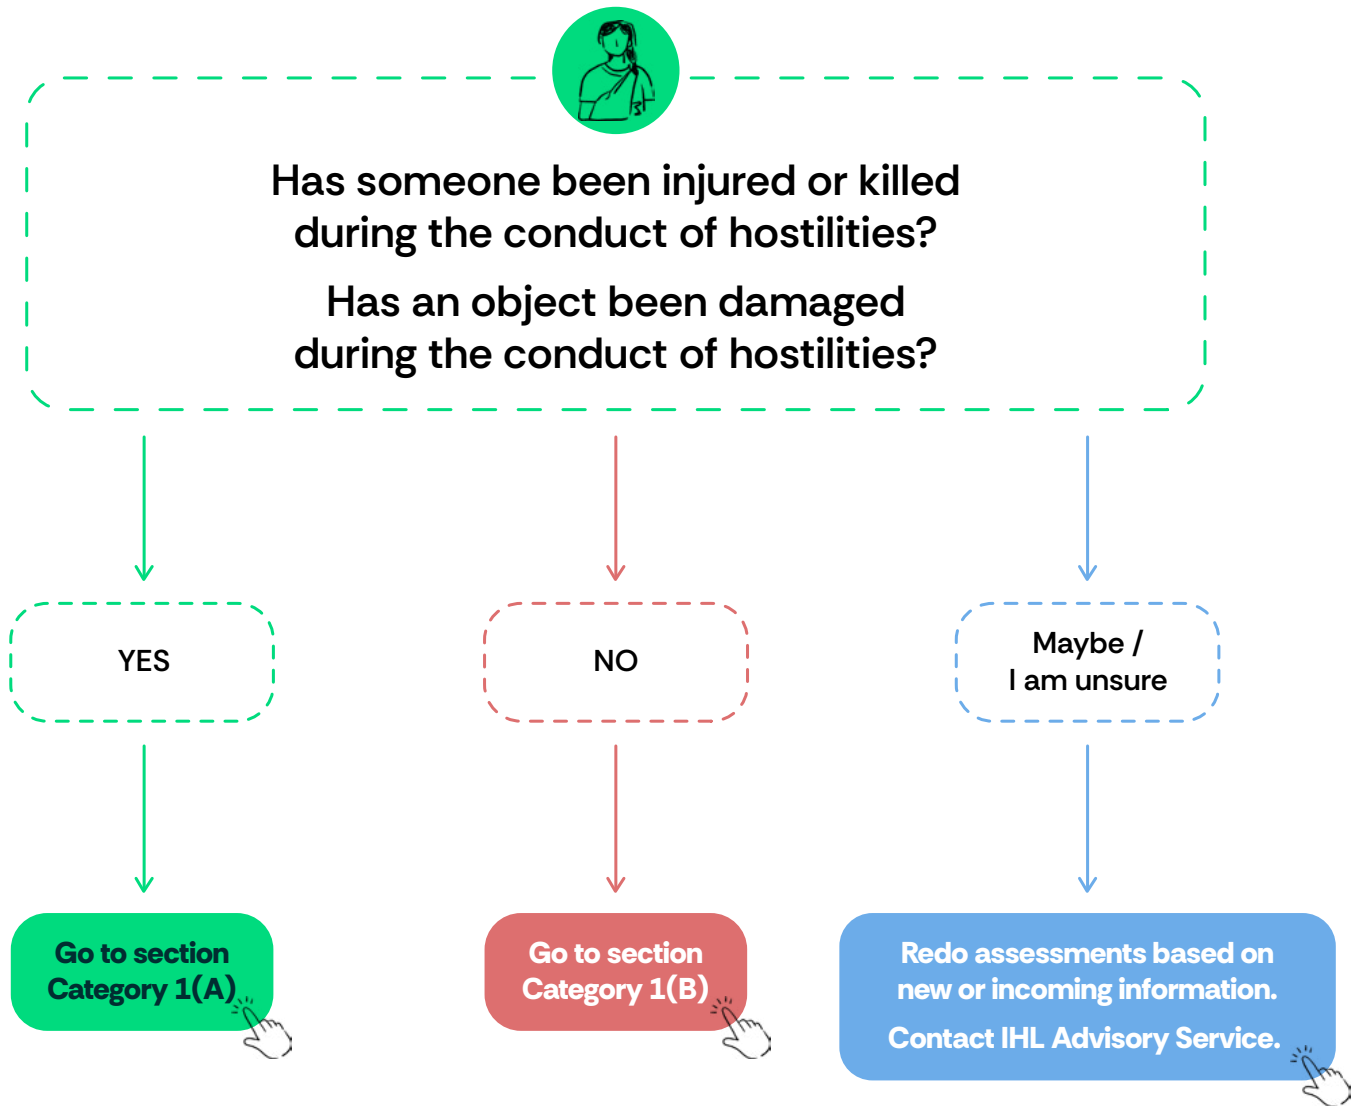 Has someone been injured or killed
during the conduct of hostilities?
Has an object been damaged
during the conduct of hostilities?
YES
NO
Maybe /
I am unsure
Go to section
Category 1(A)
Go to section
Category 1(B)
Redo assessments based on
new or incoming information.
Contact IHL Advisory Service.